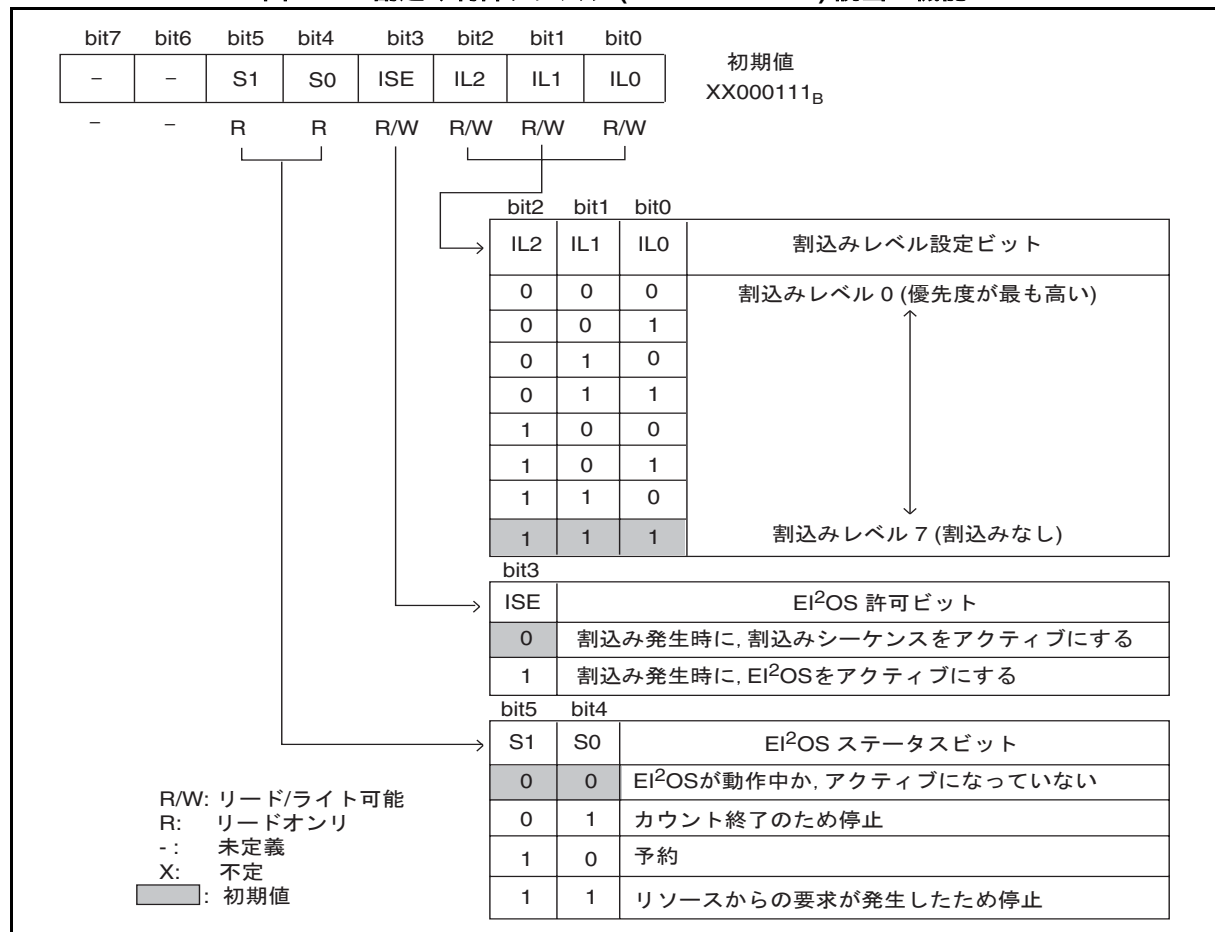 bit7 bit6 bit5 bit4 bit3 bit2 bit1 bit0
– – S1 S0 ISE IL2 IL1 IL0
初期値
XX000111B
– – R R R/W R/W R/W R/W
bit2 bit1 bit0
IL2 IL1 IL0 割込みレベル設定ビット
0 0 0 割込みレベル 0 (優先度が最も高い)
0 0 1
0 1 0
0 1 1
1 0 0
1 0 1
1 1 0
1 1 1 割込みレベル 7 (割込みなし)
bit3
ISE EI2OS 許可ビット
0 割込み発生時に, 割込みシーケンスをアクティブにする
1 割込み発生時に, EI2OSをアクティブにする
bit5 bit4
S1 S0 EI2OS ステータスビット
0 0 EI2OSが動作中か, アクティブになっていない
0 1 カウント終了のため停止
1 0 予約
1 1 リソースからの要求が発生したため停止
R/W: リード/ライト可能
R: リードオンリ
- : 未定義
X: 不定
: 初期値